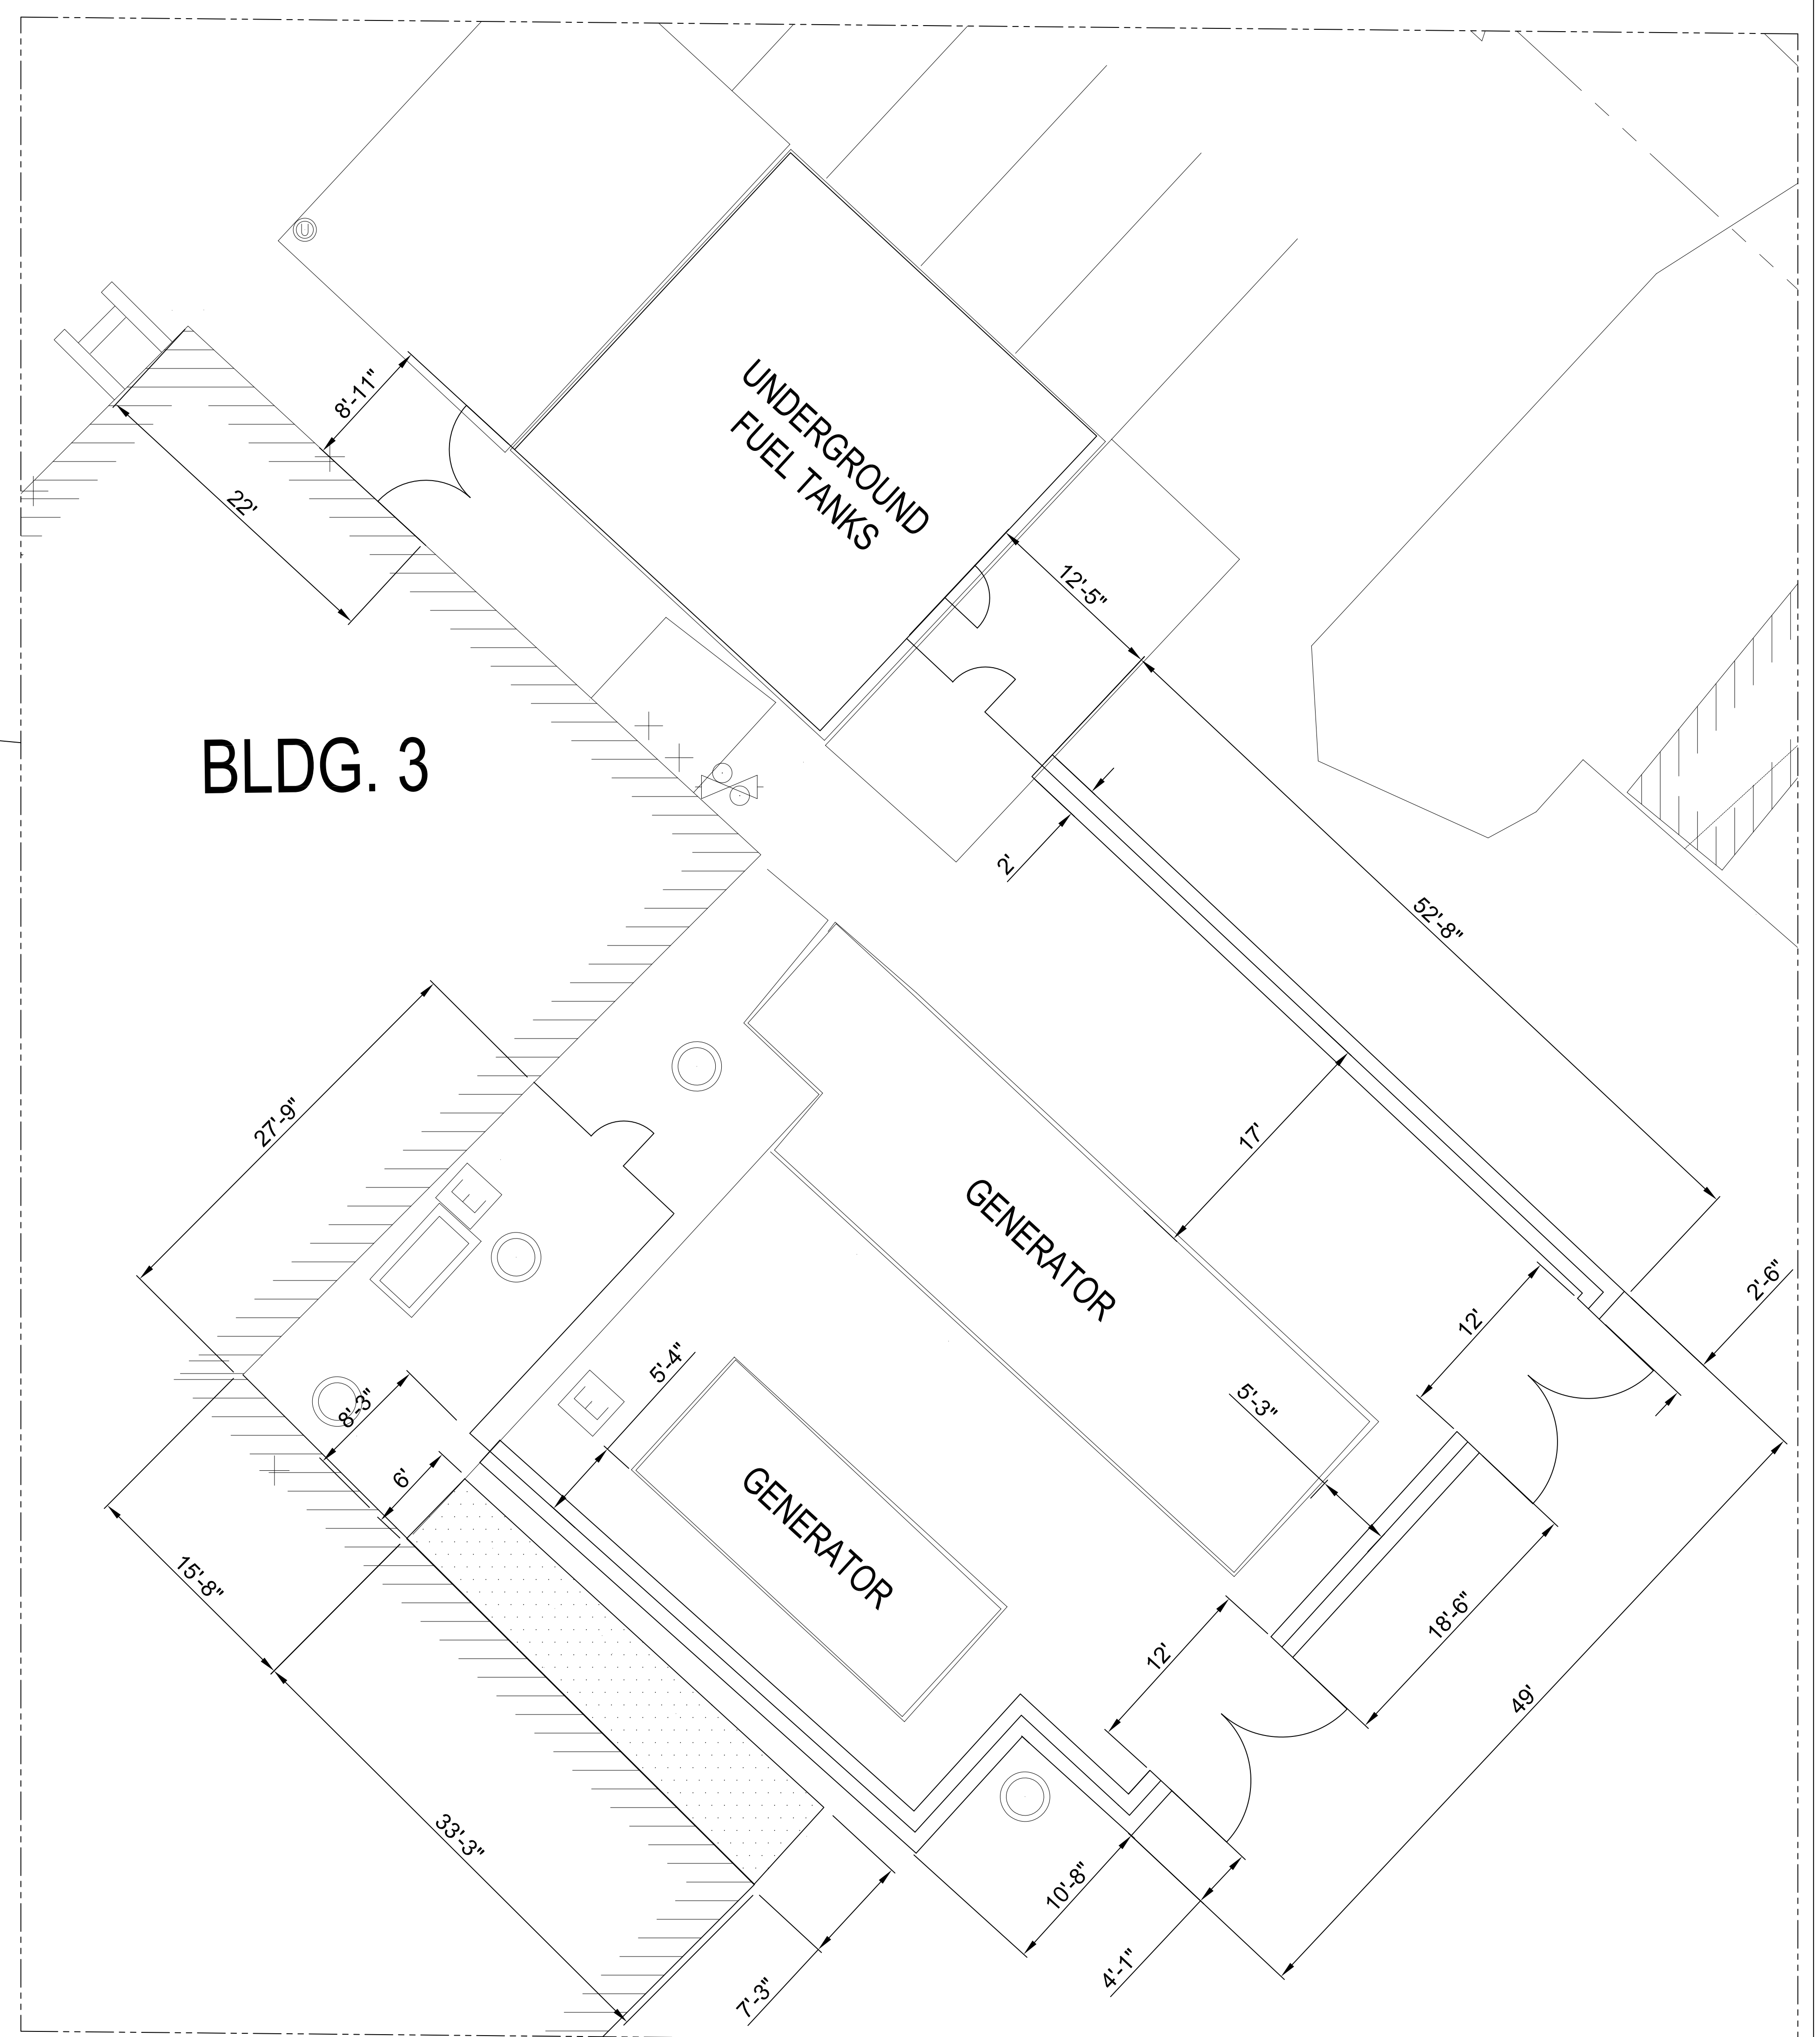 U
8'-11"
UNDERGROUND
FUEL TANKS
22'
12'-5"
BLDG. 3
2'
52'-8"
27'-9"
17'
E
GENERATOR
2'-6"
12'
5'-4"
E
8'-3"
5'-3"
6'
GENERATOR
15'-8"
18'-6"
12'
49'
33'-3"
10'-8"
4'-1"
7'-3"